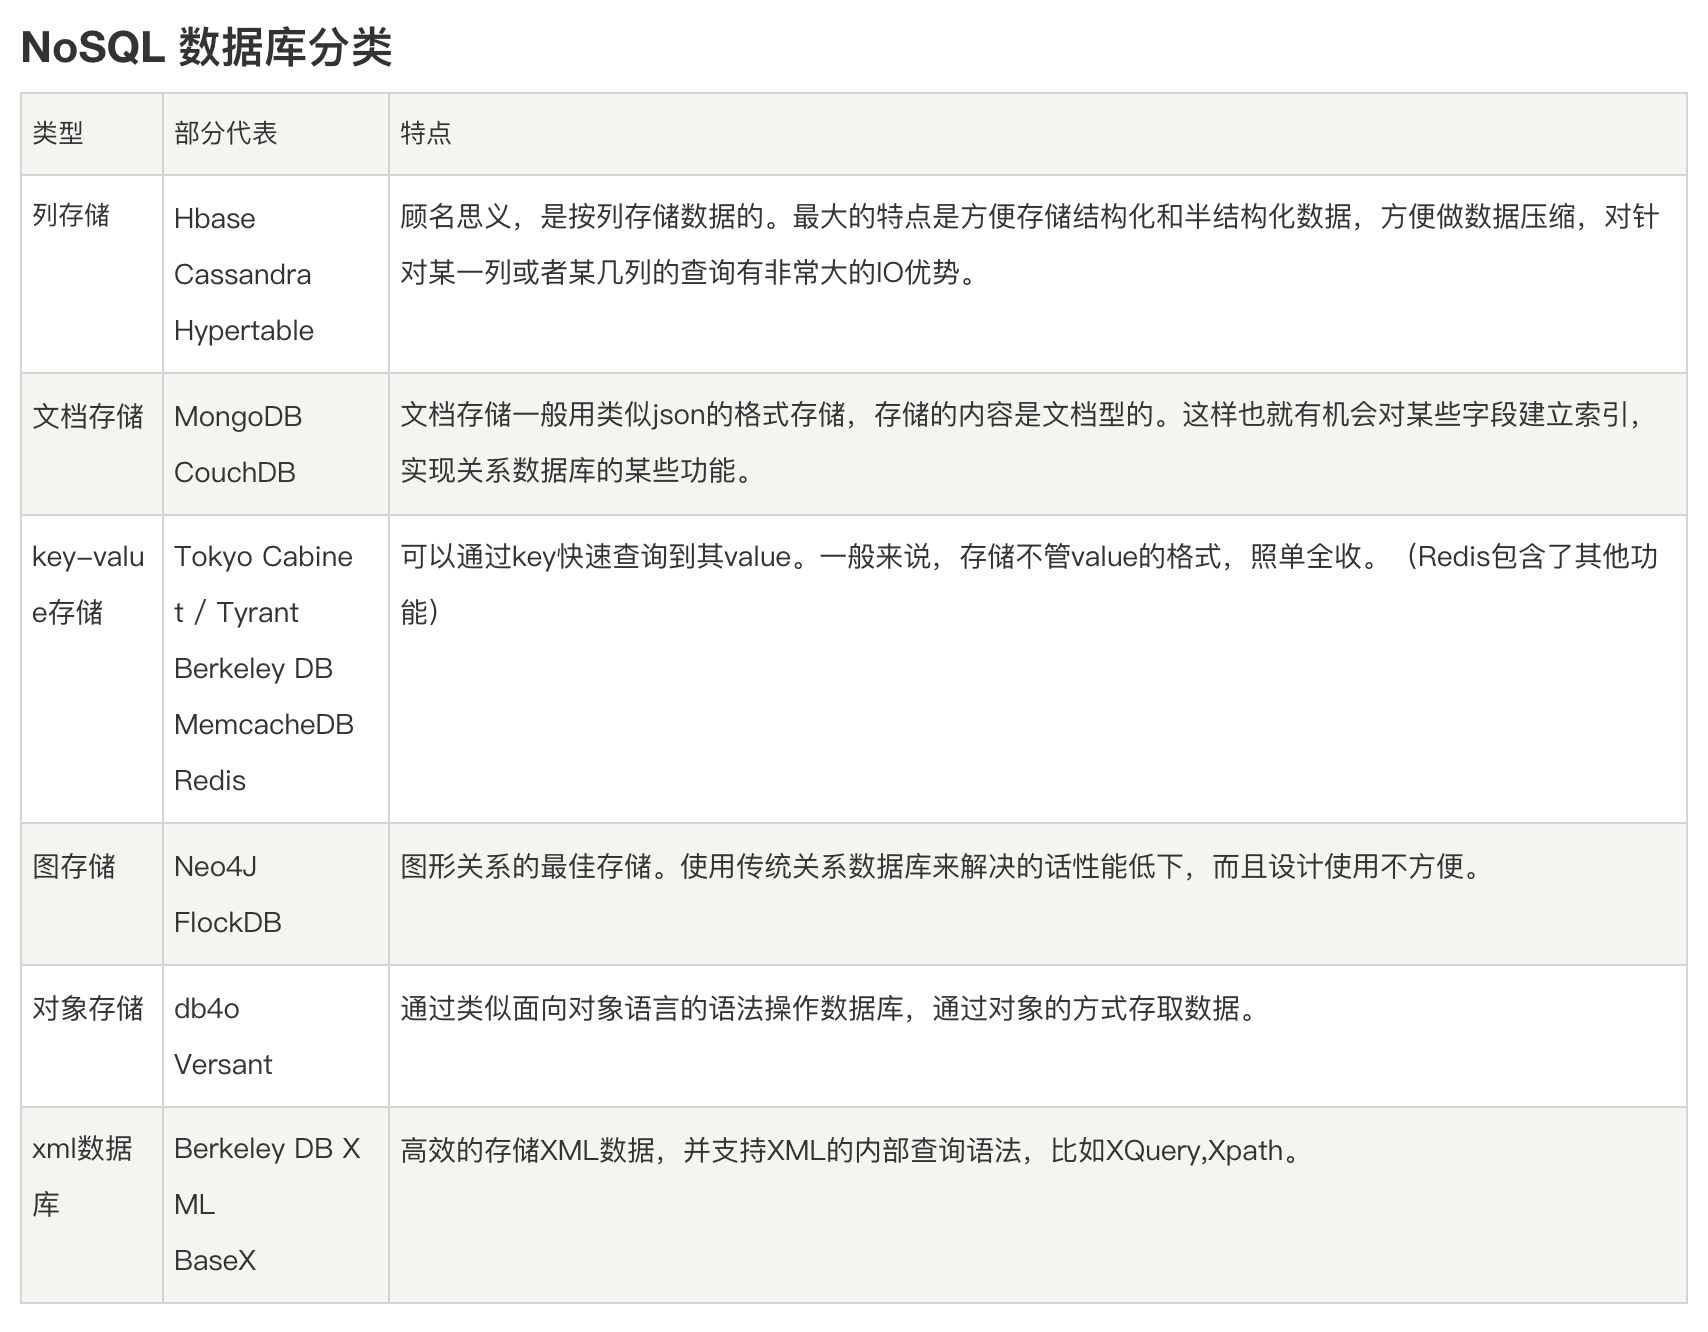 NoSQL 数据库分类
类型
部分代表
特点
列存储
Hbase
Cassandra
Hypertable
顾名思义，是按列存储数据的。最大的特点是方便存储结构化和半结构化数据，方便做数据压缩，对针
对某一列或者某几列的查询有非常大的IO优势。
文档存储
MongoDB
CouchDB
文档存储一般用类似json的格式存储，存储的内容是文档型的。这样也就有机会对某些字段建立索引，
实现关系数据库的某些功能。
key-valu
e存储
Tokyo Cabine
t / Tyrant
Berkeley DB
MemcacheDB
Redis
可以通过key快速查询到其value。一般来说，存储不管value的格式，照单全收。（Redis包含了其他功
能）
图存储
Neo4J
FlockDB
图形关系的最佳存储。使用传统关系数据库来解决的话性能低下，而且设计使用不方便。
对象存储
db4o
Versant
通过类似面向对象语言的语法操作数据库，通过对象的方式存取数据。
xml数据
库
Berkeley DB X
ML
BaseX
高效的存储XML数据，并支持XML的内部查询语法，比如XQuery,Xpath。